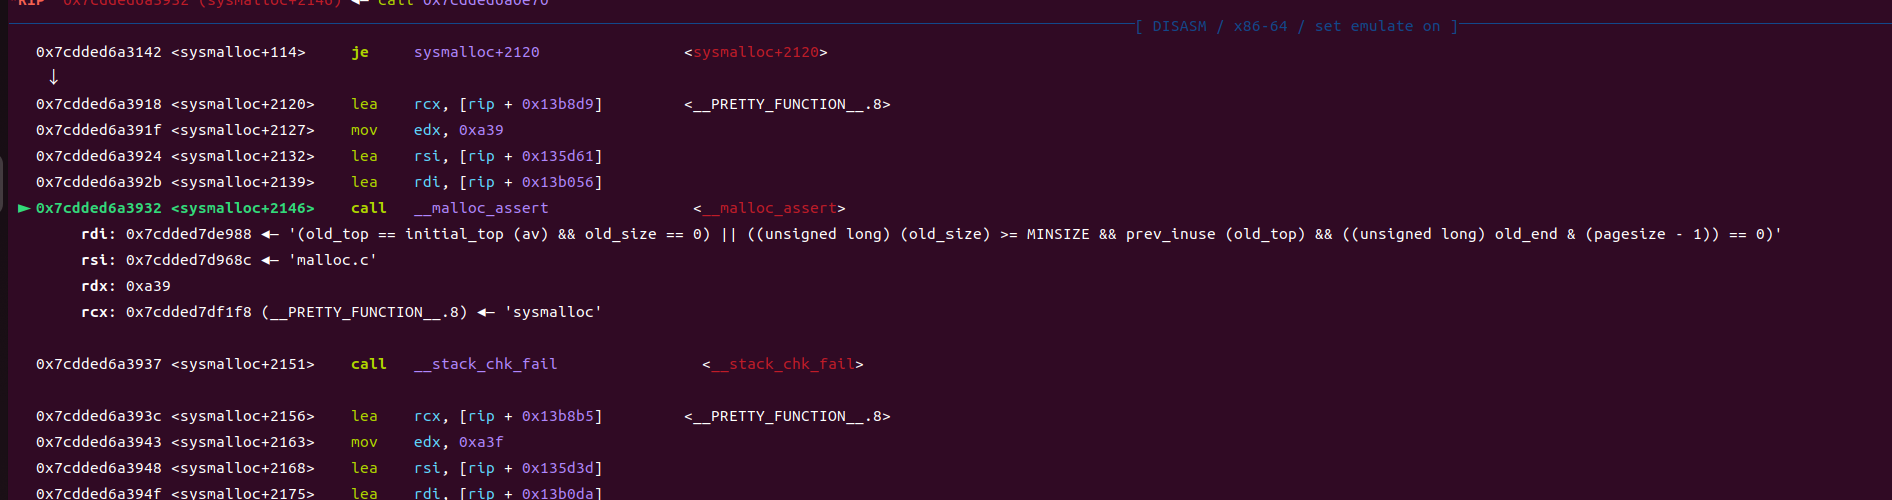 RIP 0x7cdded6a3932 (sysmalloc+2146) ◂— call 0x7cdded6a0e70
[ DISASM / x86-64 / set emulate on ]
0x7cdded6a3142 <sysmalloc+114> je sysmalloc+2120 <sysmalloc+2120>
↓
0x7cdded6a3918 <sysmalloc+2120> lea rcx, [rip + 0x13b8d9] <__PRETTY_FUNCTION__.8>
0x7cdded6a391f <sysmalloc+2127> mov edx, 0xa39
0x7cdded6a3924 <sysmalloc+2132> lea rsi, [rip + 0x135d61]
0x7cdded6a392b <sysmalloc+2139> lea rdi, [rip + 0x13b056]
► 0x7cdded6a3932 <sysmalloc+2146> call __malloc_assert <__malloc_assert>
rdi: 0x7cdded7de988 ◂— '(old_top == initial_top (av) && old_size == 0) || ((unsigned long) (old_size) >= MINSIZE && prev_inuse (old_top) && ((unsigned long) old_end & (pagesize - 1)) == 0)'
rsi: 0x7cdded7d968c ◂— 'malloc.c'
rdx: 0xa39
rcx: 0x7cdded7df1f8 (__PRETTY_FUNCTION__.8) ◂— 'sysmalloc'
0x7cdded6a3937 <sysmalloc+2151> call __stack_chk_fail <__stack_chk_fail>
0x7cdded6a393c <sysmalloc+2156> lea rcx, [rip + 0x13b8b5] <__PRETTY_FUNCTION__.8>
0x7cdded6a3943 <sysmalloc+2163> mov edx, 0xa3f
0x7cdded6a3948 <sysmalloc+2168> lea rsi, [rip + 0x135d3d]
0x7cdded6a394f <sysmalloc+2175> lea rdi, [rip + 0x13b0da]